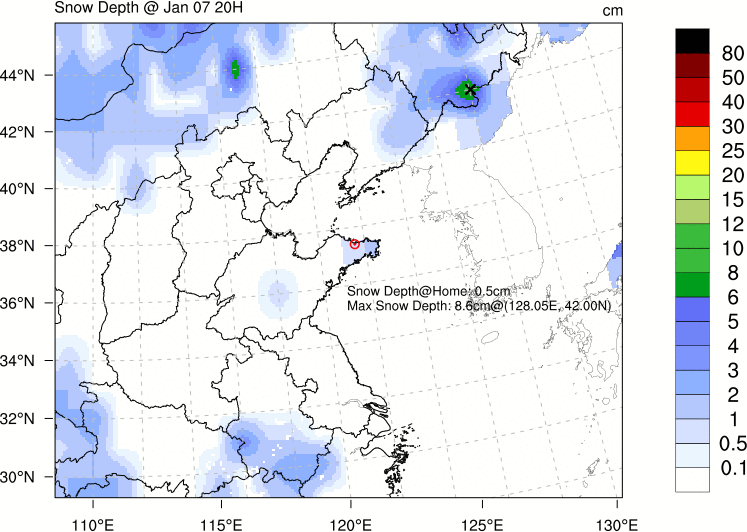 Snow Depth @ Jan 07 20H
cm
80
50
40
30
25
20
15
12
10
8
6
5
4
3
2
1
0.5
0.1
44°N
42°N
40°N
38°N
36°N
34°N
32°N
30°N
Snow Depth@Home: 0.5cm
Max Snow Depth: 8.6cm@(128.05E, 42.00N)
110°E
115°E
120°E
125°E
130°E